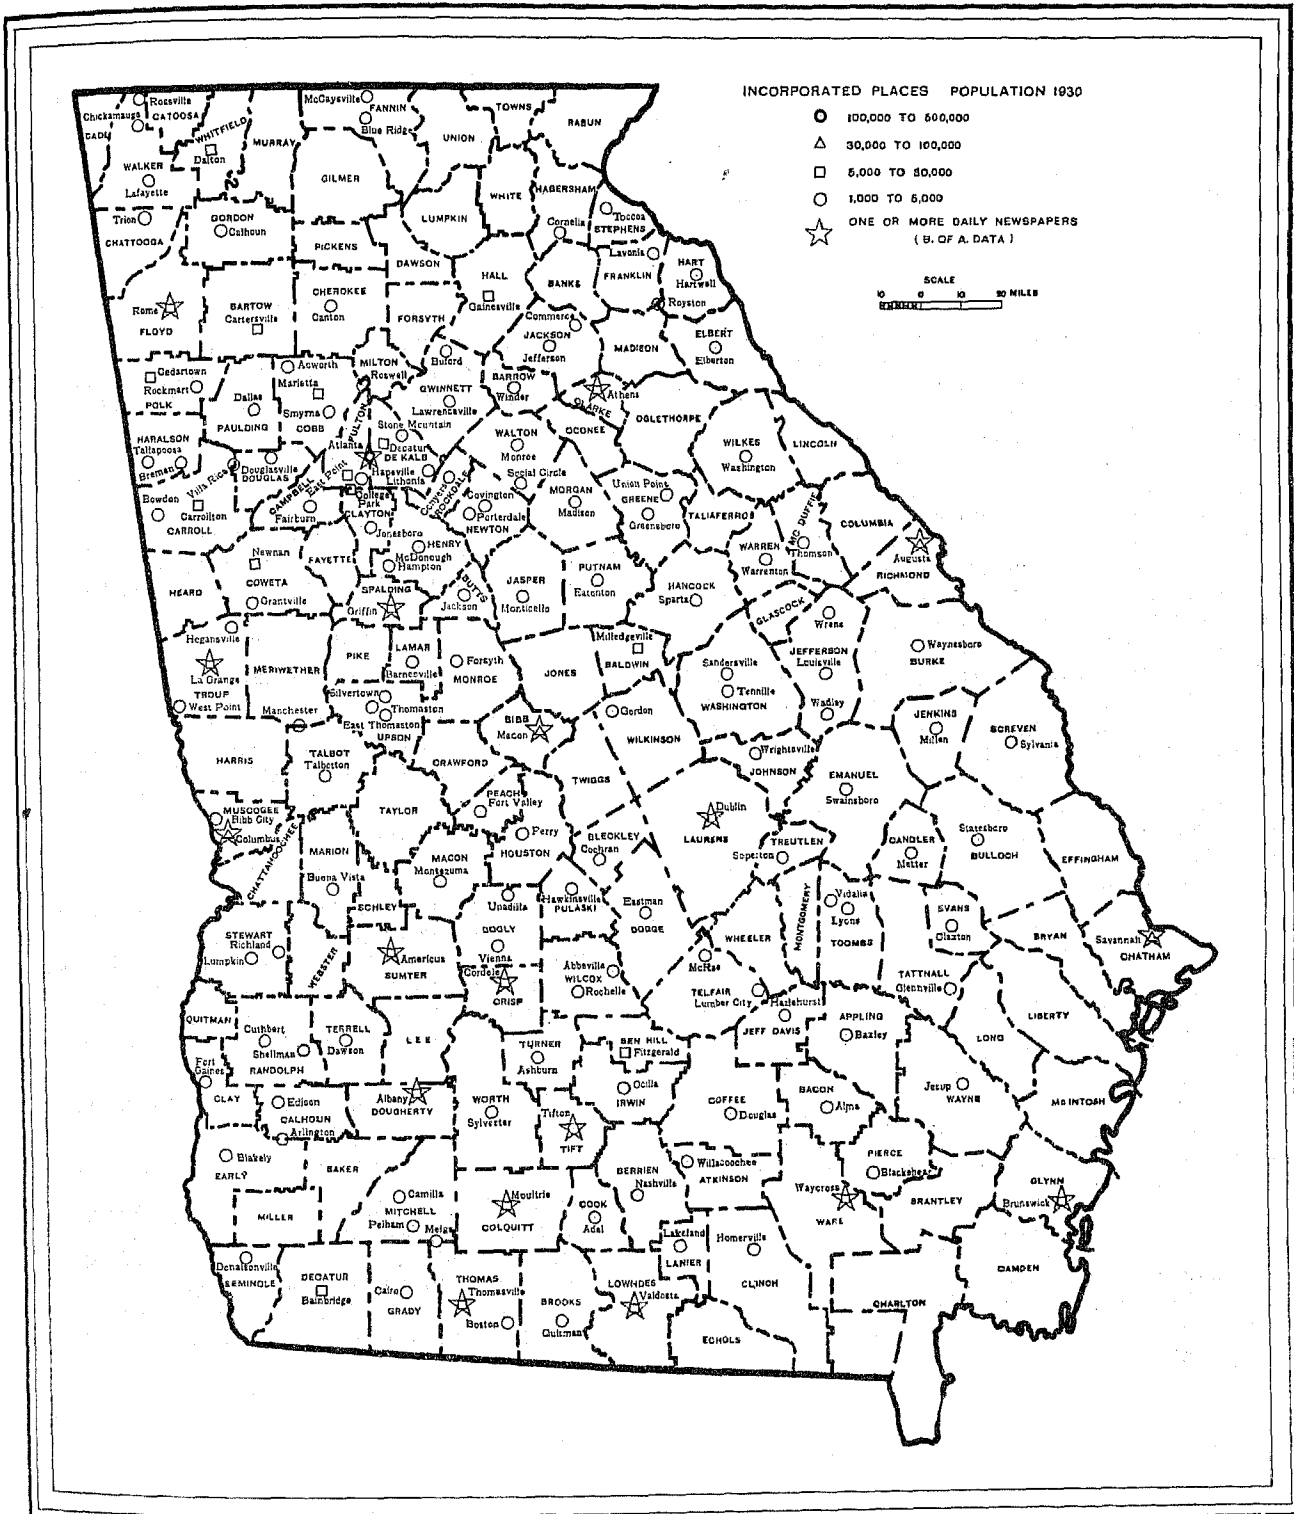 INCORPORATED PLACES POPULATION 1930
100,000 TO 500,000
30,000 TO 100,000
5,000 TO 30,000
1,000 TO 5,000
ONE OR MORE DAILY NEWSPAPERS
( B. OF A. DATA )
SCALE
10 0 10 20 MILES
Rossville
McCaysville
FANNIN
TOWNS
RABUN
Chickamauga
CATOOSA
WHITFIELD
Blue Ridge
UNION
DADE
MURRAY
Dalton
WALKER
GILMER
Lafayette
WHITE
HABERSHAM
Trion
GORDON
Calhoun
LUMPKIN
Cornelia
Toccoa
STEPHENS
CHATTOOGA
PICKENS
DAWSON
Lavonia
HALL
BANKS
FRANKLIN
HART
Hartwell
CHEROKEE
Canton
Rome
FLOYD
BARTOW
Cartersville
FORSYTH
Gainesville
Royston
Commerce
JACKSON
Jefferson
MADISON
ELBERT
Elberton
Cedartown
Rockmart
POLK
Acworth
Marietta
MILTON
Roswell
Buford
Dallas
PAULDING
Smyrna
COBB
FULTON
GWINNETT
Lawrenceville
BARROW
Winder
Athens
CLARKE
OCONEE
OGLETHORPE
HARALSON
Tallapoosa
Bremen
Villa Rica
Douglasville
DOUGLAS
Atlanta
Stone Mountain
Decatur
DE KALB
WALTON
Monroe
WILKES
Washington
LINCOLN
CAMPBELL
East Point
Hapeville
Lithonia
College
Park
Conyers
ROCKDALE
Social Circle
Bowdon
Carrollton
CARROLL
Fairburn
CLAYTON
Jonesboro
Covington
Porterdale
NEWTON
MORGAN
Madison
Union Point
GREENE
Greensboro
TALIAFERRO
MC DUFFIE
Thomson
COLUMBIA
Augusta
RICHMOND
Newnan
COWETA
Grantville
FAYETTE
HENRY
McDonough
Hampton
WARREN
Warrenton
HEARD
SPALDING
Griffin
BUTTS
Jackson
JASPER
Monticello
PUTNAM
Eatonton
HANCOCK
Sparta
GLASCOCK
Wrens
Hogansville
La Grange
TROUP
West Point
MERIWETHER
PIKE
LAMAR
Barnesville
Forsyth
MONROE
JONES
Milledgeville
BALDWIN
Sandersville
Tennille
WASHINGTON
JEFFERSON
Louisville
Wadley
Waynesboro
BURKE
Manchester
Silvertown
Thomaston
East Thomaston
UPSON
BIBB
Macon
Gordon
WILKINSON
JENKINS
Millen
SCREVEN
Sylvania
HARRIS
TALBOT
Talbotton
CRAWFORD
TWIGGS
Wrightsville
JOHNSON
EMANUEL
Swainsboro
MUSCOGEE
Bibb City
Columbus
TAYLOR
PEACH
Fort Valley
Perry
HOUSTON
BLECKLEY
Cochran
Dublin
LAURENS
TREUTLEN
Soperton
CANDLER
Metter
Statesboro
BULLOCH
EFFINGHAM
CHATTAHOOCHEE
MARION
Buena Vista
MACON
Montezuma
SCHLEY
Unadilla
Hawkinsville
PULASKI
Eastman
DODGE
MONTGOMERY
Vidalia
Lyons
TOOMBS
EVANS
Claxton
BRYAN
Savannah
CHATHAM
STEWART
Richland
Lumpkin
WEBSTER
Americus
SUMTER
DOOLY
Vienna
Cordele
CRISP
Abbeville
WILCOX
Rochelle
WHEELER
McRae
TELFAIR
Lumber City
Hazlehurst
JEFF DAVIS
TATTNALL
Glennville
QUITMAN
Cuthbert
Shellman
RANDOLPH
TERRELL
Dawson
LEE
TURNER
Ashburn
BEN HILL
Fitzgerald
APPLING
Baxley
LONG
LIBERTY
Fort
Gaines
CLAY
Edison
CALHOUN
Arlington
Albany
DOUGHERTY
WORTH
Sylvester
Tifton
TIFT
Ocilla
IRWIN
COFFEE
Douglas
BACON
Alma
Jesup
WAYNE
MC INTOSH
Blakely
EARLY
BAKER
BERRIEN
Nashville
Willacoochee
ATKINSON
PIERCE
Blackshear
MILLER
Camilla
MITCHELL
Pelham
Meigs
Moultrie
COLQUITT
COOK
Adel
Waycross
WARE
BRANTLEY
GLYNN
Brunswick
Donalsonville
SEMINOLE
DECATUR
Bainbridge
Cairo
GRADY
THOMAS
Thomasville
Boston
BROOKS
Quitman
LOWNDES
Valdosta
Lakeland
LANIER
Homerville
CLINCH
ECHOLS
CHARLTON
CAMDEN